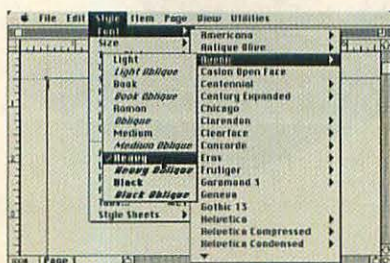 File Edit Style Item Page View Utilities
Font
Size
Light
Light Oblique
Book
Book Oblique
Roman
Oblique
Medium
Medium Oblique
Heavy
Heavy Oblique
Black
Black Oblique
Style Sheets
Americana
Antique Olive
Avenir
Caslon Open Face
Centennial
Century Expanded
Chicago
Clarendon
Clearface
Concorde
Eras
Frutiger
Garamond 3
Geneva
Gothic 13
Helvetica
Helvetica Compressed
Helvetica Condensed
Page 1